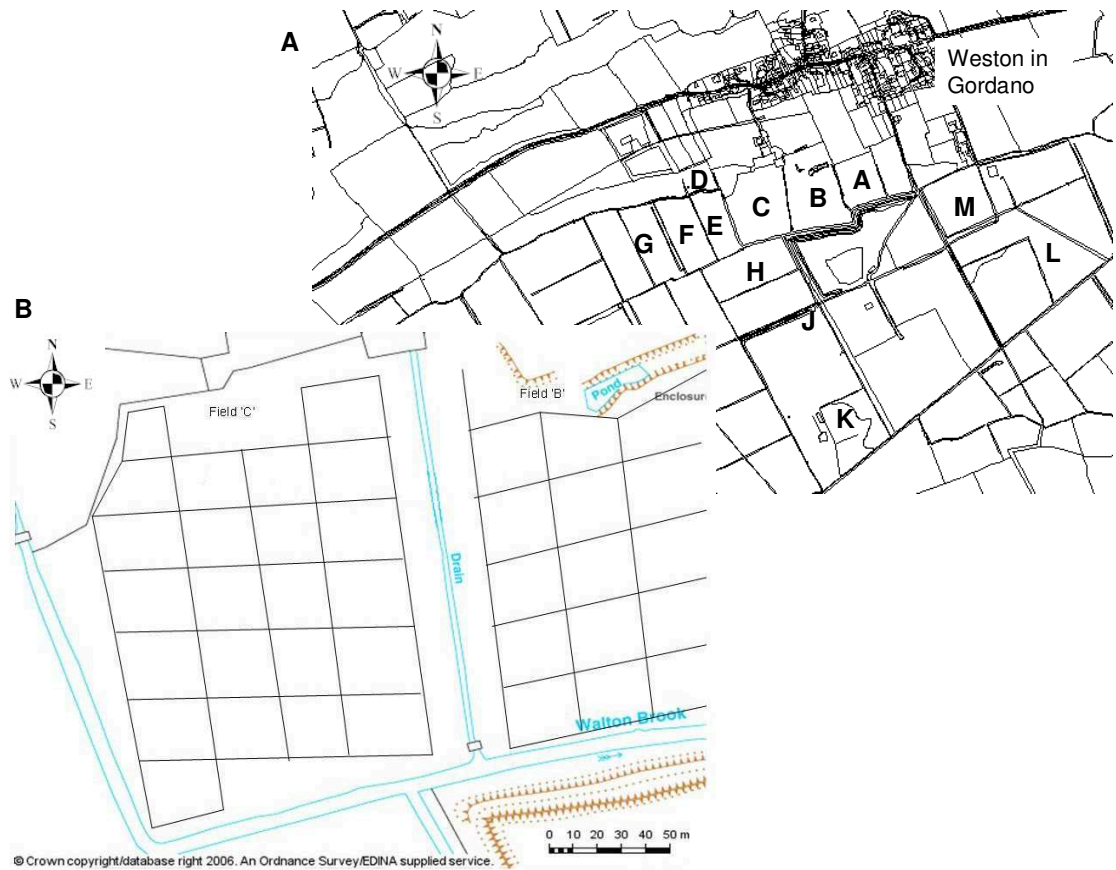 A
N
W E
S
Weston in
Gordano
D
A
B
C
E
F
G
M
H
L
J
K
B
N
W E
S
Field 'C'
Field 'B'
Pond
Enclosure
Drain
Walton Brook
0 10 20 30 40 50 m
© Crown copyright/database right 2006. An Ordnance Survey/EDINA supplied service.